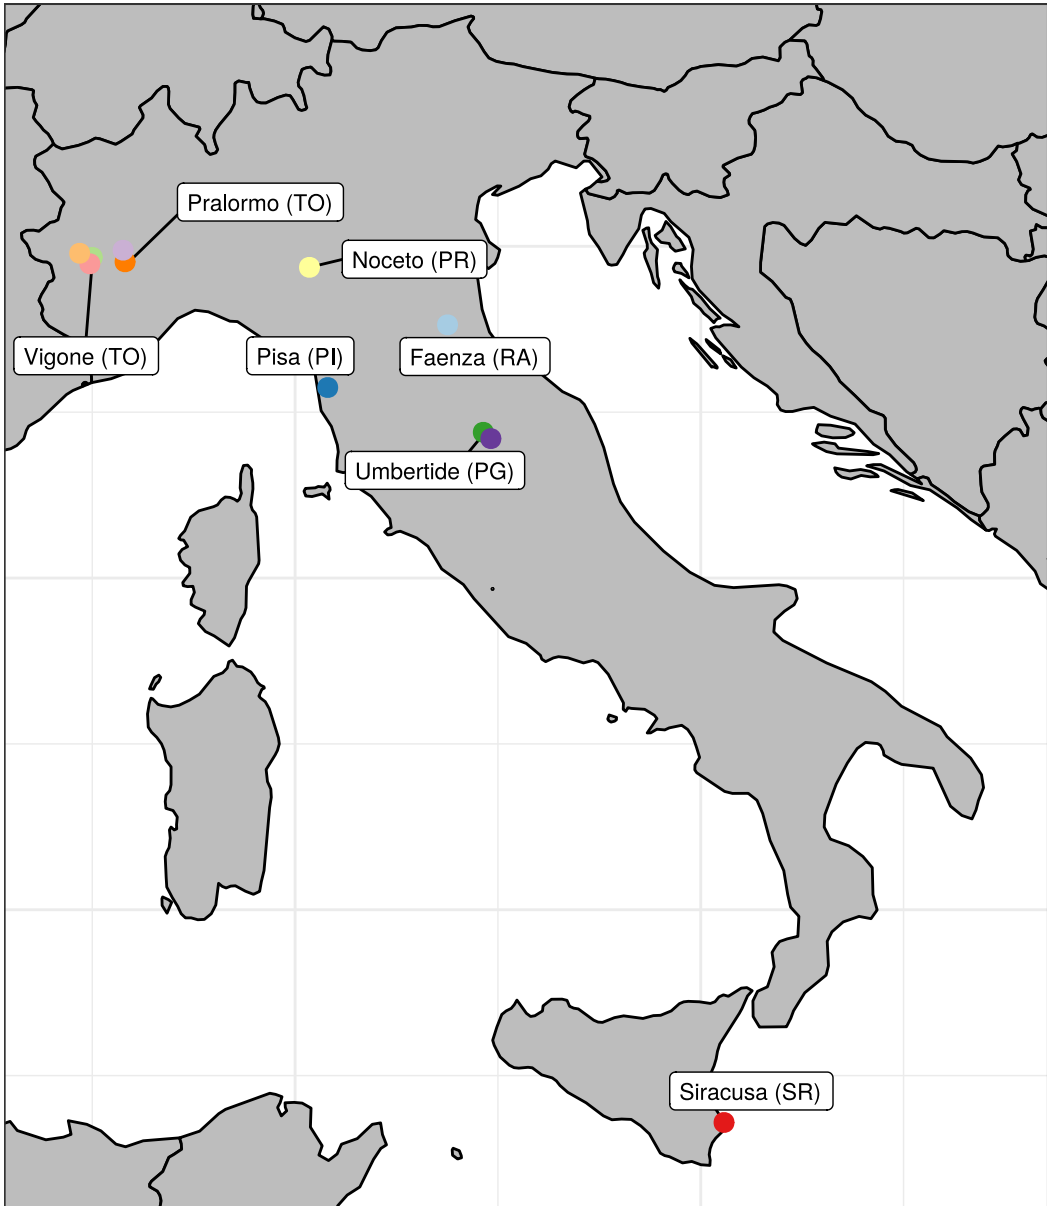 Pralormo (TO)
Noceto (PR)
Vigone (TO)
Pisa (PI)
Faenza (RA)
Umbertide (PG)
Siracusa (SR)